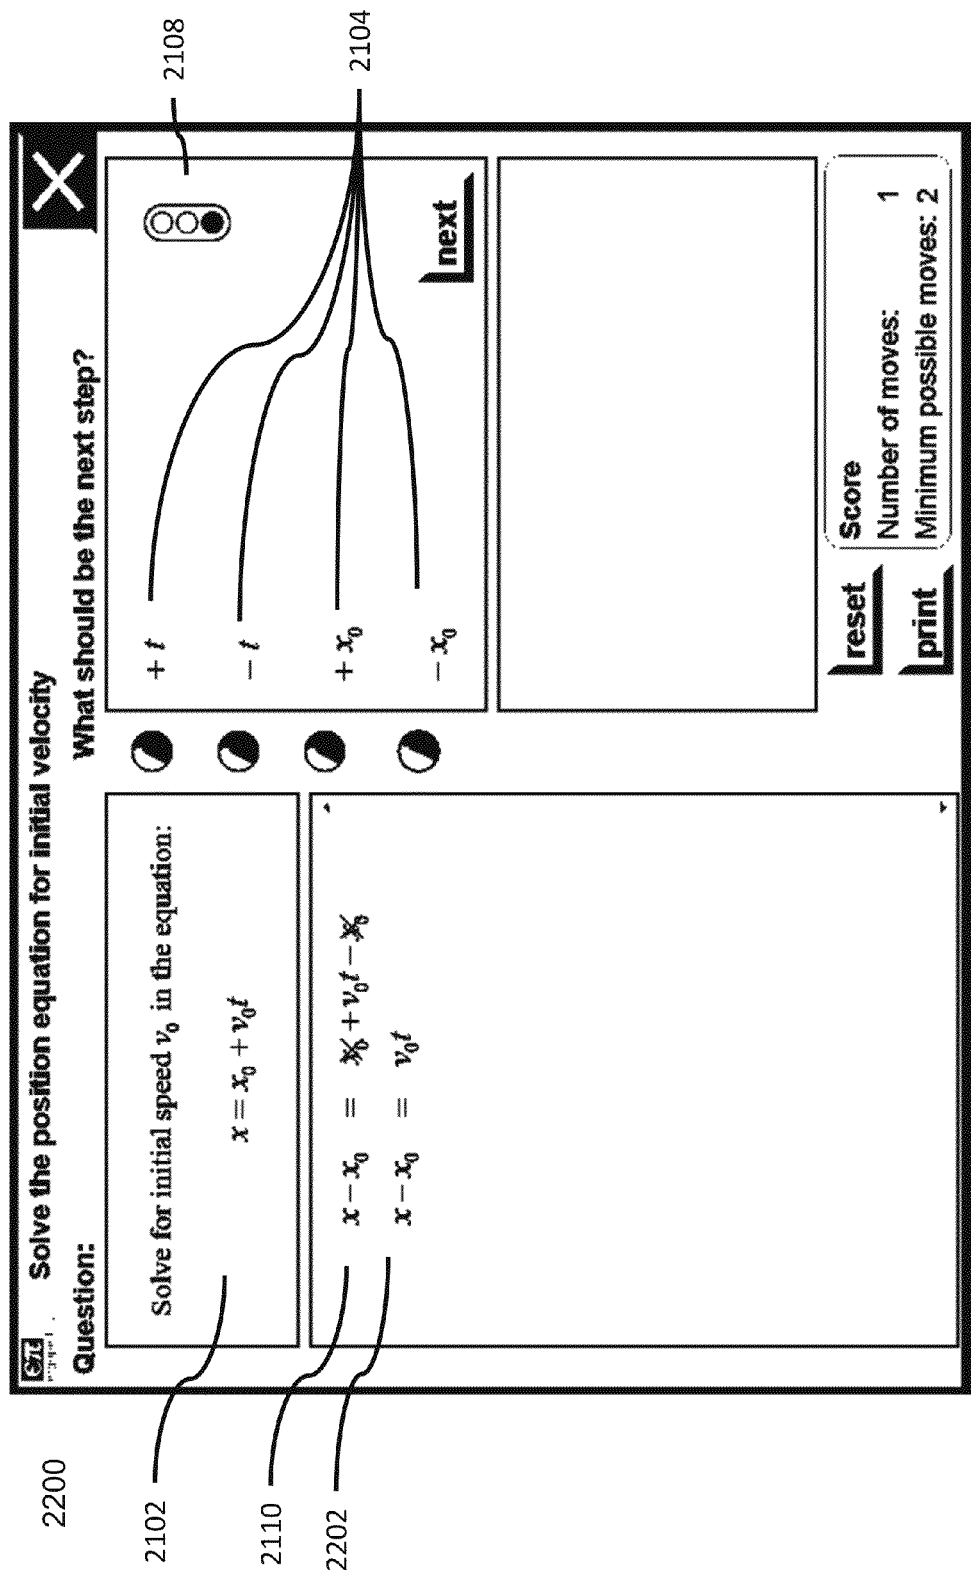 2200
Solve the position equation for initial velocity
Question:
What should be the next step?
Solve for initial speed v₀ in the equation:
x = x₀ + v₀t
x − x₀ = x₀ + v₀t − x₀
x − x₀ = v₀t
+ t
− t
+ x₀
− x₀
next
reset
print
Score
Number of moves: 1
Minimum possible moves: 2
2102
2110
2202
2108
2104